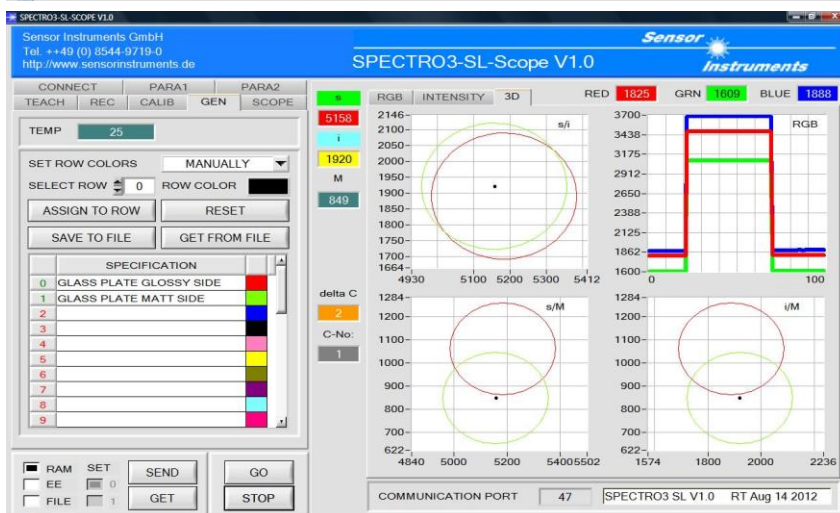 SPECTRO3-SL-SCOPE V1.0
Sensor Instruments GmbH
Tel. ++49 (0) 8544-9719-0
http://www.sensorinstruments.de
SPECTRO3-SL-Scope V1.0
Sensor
Instruments
CONNECT PARA1 PARA2
TEACH REC CALIB GEN SCOPE
TEMP 25
SET ROW COLORS MANUALLY
SELECT ROW 0 ROW COLOR
ASSIGN TO ROW RESET
SAVE TO FILE GET FROM FILE
SPECIFICATION
0 GLASS PLATE GLOSSY SIDE
1 GLASS PLATE MATT SIDE
2
3
4
5
6
7
8
9
RAM SET SEND GO
EE 0
FILE 1 GET STOP
s
5158
i
1920
M
849
delta C
2
C-No:
1
RGB INTENSITY 3D RED 1825 GRN 1609 BLUE 1888
s/i
2146
2100
2050
2000
1950
1900
1850
1800
1750
1700
1664
4930 5100 5200 5300 5412
RGB
3700
3438
3175
2912
2650
2388
2125
1862
1600
0 100
s/M
1284
1200
1100
1000
900
800
700
622
4840 5000 5200 5400 5502
i/M
1284
1200
1100
1000
900
800
700
622
1574 1800 2000 2236
COMMUNICATION PORT 47 SPECTRO3 SL V1.0 RT Aug 14 2012